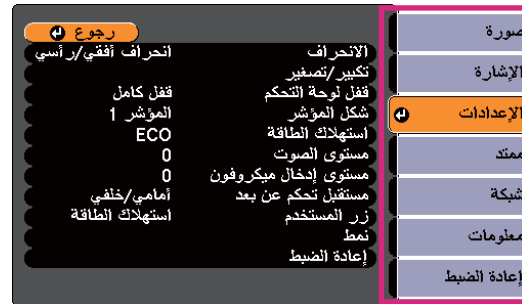 صورة
الإشارة
الإعدادات
ممتد
شبكة
معلومات
إعادة الضبط
رجوع
الانحراف انحراف أفقي/رأسي
تكبير/تصغير
قفل لوحة التحكم قفل كامل
شكل المؤشر المؤشر 1
استهلاك الطاقة ECO
مستوى الصوت 0
مستوى إدخال ميكروفون 0
مستقبل تحكم عن بعد أمامي/خلفي
زر المستخدم استهلاك الطاقة
نمط
إعادة الضبط